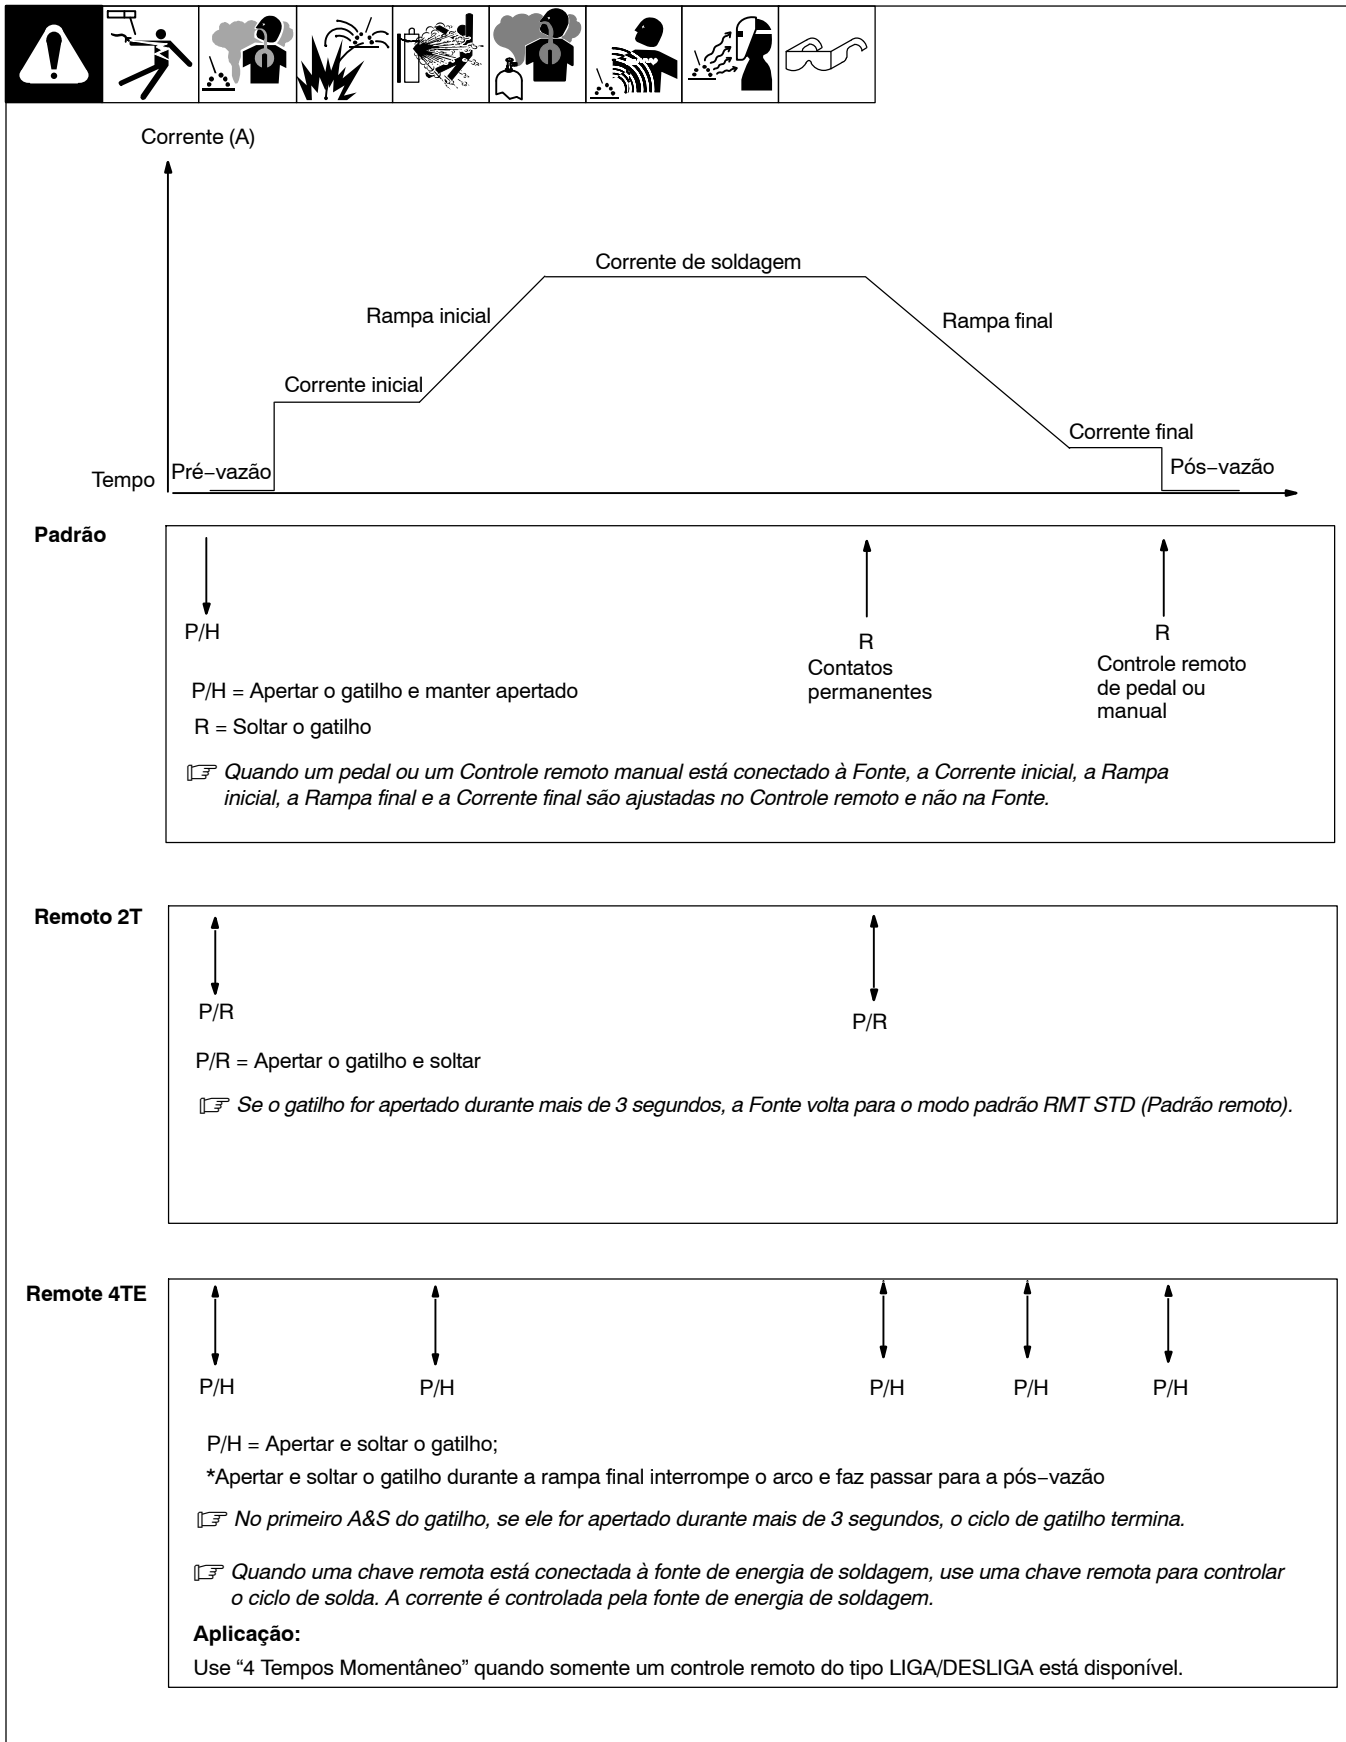 Corrente (A)
Corrente de soldagem
Rampa inicial
Rampa final
Corrente inicial
Corrente final
Tempo
Pré−vazão
Pós−vazão
Padrão
P/H
R
Contatos
permanentes
R
Controle remoto
de pedal ou
manual
P/H = Apertar o gatilho e manter apertado
R = Soltar o gatilho
Quando um pedal ou um Controle remoto manual está conectado à Fonte, a Corrente inicial, a Rampa
inicial, a Rampa final e a Corrente final são ajustadas no Controle remoto e não na Fonte.
Remoto 2T
P/R
P/R
P/R = Apertar o gatilho e soltar
Se o gatilho for apertado durante mais de 3 segundos, a Fonte volta para o modo padrão RMT STD (Padrão remoto).
Remote 4TE
P/H
P/H
P/H
P/H
P/H
P/H = Apertar e soltar o gatilho;
*Apertar e soltar o gatilho durante a rampa final interrompe o arco e faz passar para a pós−vazão
No primeiro A&S do gatilho, se ele for apertado durante mais de 3 segundos, o ciclo de gatilho termina.
Quando uma chave remota está conectada à fonte de energia de soldagem, use uma chave remota para controlar
o ciclo de solda. A corrente é controlada pela fonte de energia de soldagem.
Aplicação:
Use “4 Tempos Momentâneo” quando somente um controle remoto do tipo LIGA/DESLIGA está disponível.